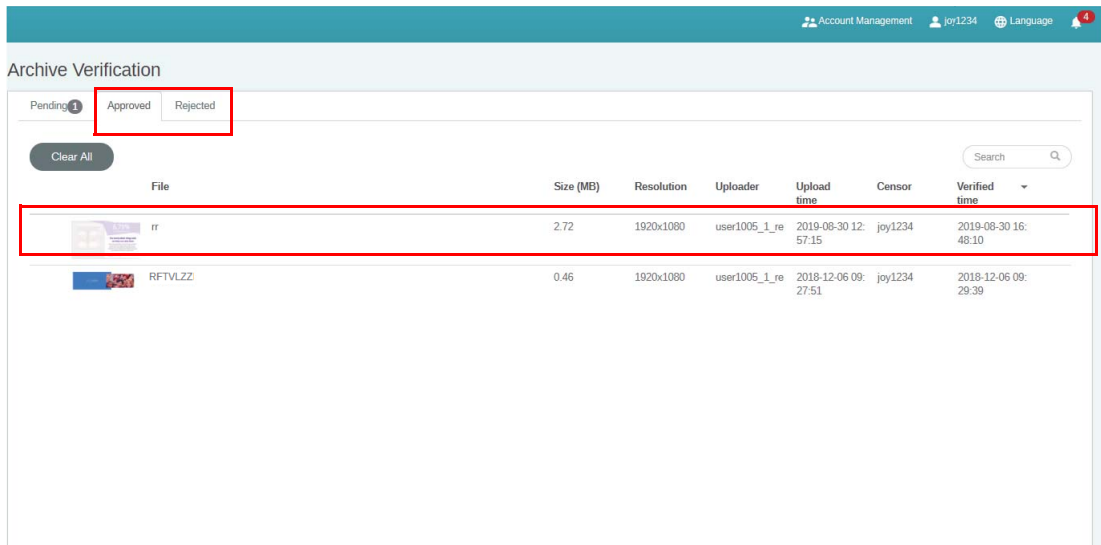 Account Management joy1234 Language 4
Archive Verification
Pending 1 Approved Rejected
Clear All Search
File Size (MB) Resolution Uploader Upload time Censor Verified time
rr 2.72 1920x1080 user1005_1_re 2019-08-30 12:57:15 joy1234 2019-08-30 16:48:10
RFTVLZZ 0.46 1920x1080 user1005_1_re 2018-12-06 09:27:51 joy1234 2018-12-06 09:29:39